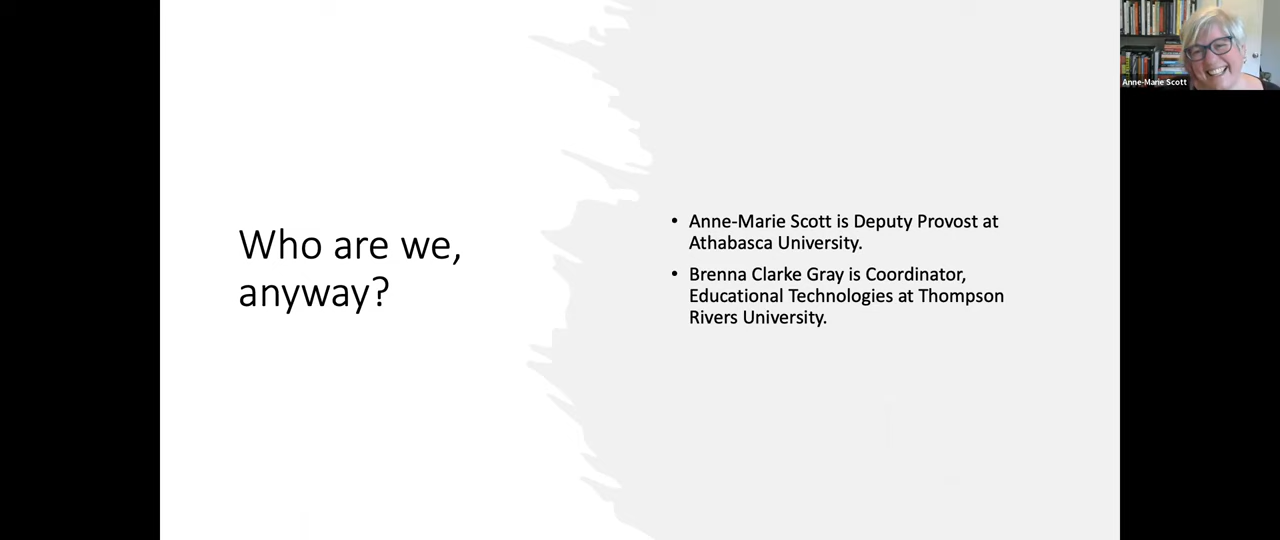 Anne-Marie Scott
Who are we,
anyway?
• Anne-Marie Scott is Deputy Provost at
Athabasca University.
• Brenna Clarke Gray is Coordinator,
Educational Technologies at Thompson
Rivers University.